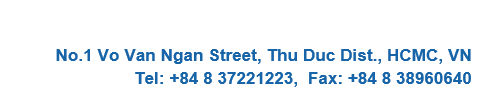 No.1 Vo Van Ngan Street, Thu Duc Dist., HCMC, VN
Tel: +84 8 37221223,  Fax: +84 8 38960640